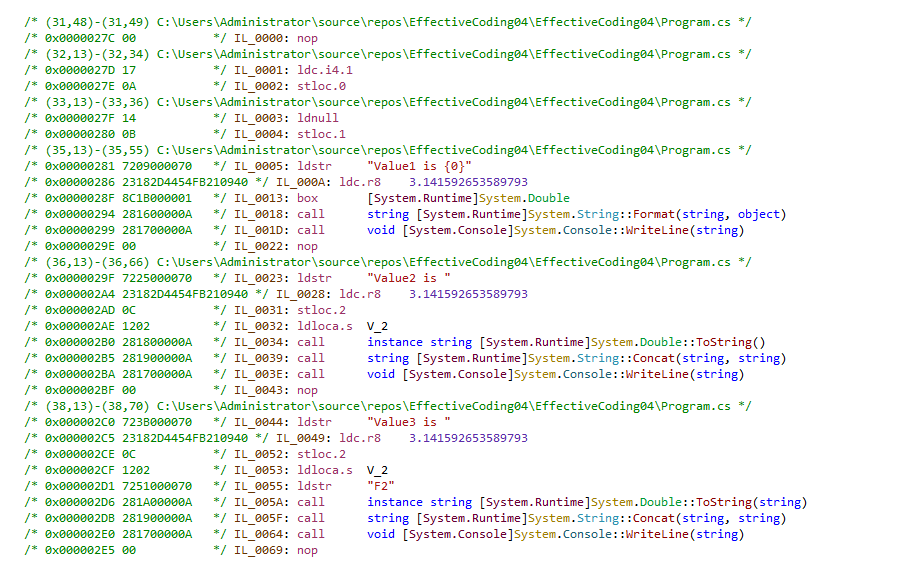 /* (31,48)-(31,49) C:\Users\Administrator\source\repos\EffectiveCoding04\EffectiveCoding04\Program.cs */
/* 0x0000027C 00           */ IL_0000: nop
/* (32,13)-(32,34) C:\Users\Administrator\source\repos\EffectiveCoding04\EffectiveCoding04\Program.cs */
/* 0x0000027D 17           */ IL_0001: ldc.i4.1
/* 0x0000027E 0A           */ IL_0002: stloc.0
/* (33,13)-(33,36) C:\Users\Administrator\source\repos\EffectiveCoding04\EffectiveCoding04\Program.cs */
/* 0x0000027F 14           */ IL_0003: ldnull
/* 0x00000280 0B           */ IL_0004: stloc.1
/* (35,13)-(35,55) C:\Users\Administrator\source\repos\EffectiveCoding04\EffectiveCoding04\Program.cs */
/* 0x00000281 7209000070   */ IL_0005: ldstr     "Value1 is {0}"
/* 0x00000286 23182D4454FB210940 */ IL_000A: ldc.r8    3.141592653589793
/* 0x0000028F 8C1B000001   */ IL_0013: box       [System.Runtime]System.Double
/* 0x00000294 281600000A   */ IL_0018: call      string [System.Runtime]System.String::Format(string, object)
/* 0x00000299 281700000A   */ IL_001D: call      void [System.Console]System.Console::WriteLine(string)
/* 0x0000029E 00           */ IL_0022: nop
/* (36,13)-(36,66) C:\Users\Administrator\source\repos\EffectiveCoding04\EffectiveCoding04\Program.cs */
/* 0x0000029F 7225000070   */ IL_0023: ldstr     "Value2 is "
/* 0x000002A4 23182D4454FB210940 */ IL_0028: ldc.r8    3.141592653589793
/* 0x000002AD 0C           */ IL_0031: stloc.2
/* 0x000002AE 1202         */ IL_0032: ldloca.s  V_2
/* 0x000002B0 281800000A   */ IL_0034: call      instance string [System.Runtime]System.Double::ToString()
/* 0x000002B5 281900000A   */ IL_0039: call      string [System.Runtime]System.String::Concat(string, string)
/* 0x000002BA 281700000A   */ IL_003E: call      void [System.Console]System.Console::WriteLine(string)
/* 0x000002BF 00           */ IL_0043: nop
/* (38,13)-(38,70) C:\Users\Administrator\source\repos\EffectiveCoding04\EffectiveCoding04\Program.cs */
/* 0x000002C0 723B000070   */ IL_0044: ldstr     "Value3 is "
/* 0x000002C5 23182D4454FB210940 */ IL_0049: ldc.r8    3.141592653589793
/* 0x000002CE 0C           */ IL_0052: stloc.2
/* 0x000002CF 1202         */ IL_0053: ldloca.s  V_2
/* 0x000002D1 7251000070   */ IL_0055: ldstr     "F2"
/* 0x000002D6 281A00000A   */ IL_005A: call      instance string [System.Runtime]System.Double::ToString(string)
/* 0x000002DB 281900000A   */ IL_005F: call      string [System.Runtime]System.String::Concat(string, string)
/* 0x000002E0 281700000A   */ IL_0064: call      void [System.Console]System.Console::WriteLine(string)
/* 0x000002E5 00           */ IL_0069: nop